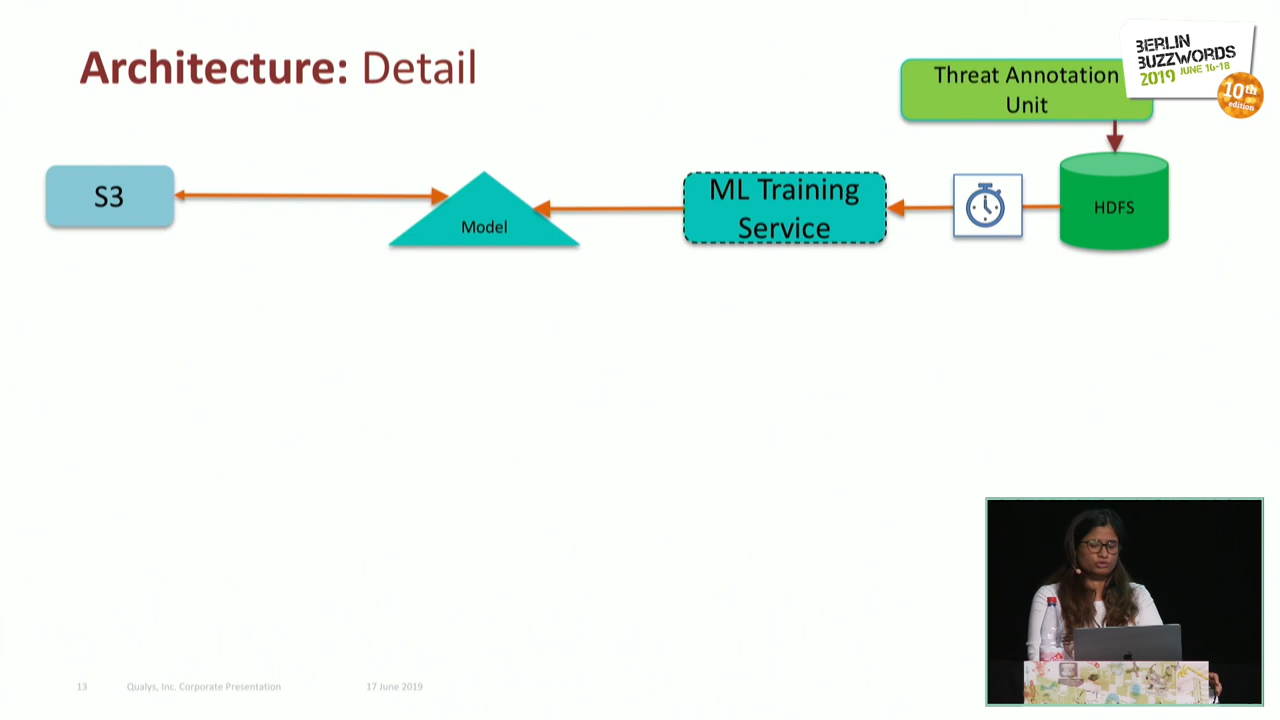 Architecture: Detail
BERLIN
BUZZWORDS
2019 JUNE 16-18
10th
edition
Threat Annotation
Unit
S3
Model
ML Training
Service
HDFS
13
Qualys, Inc. Corporate Presentation
17 June 2019